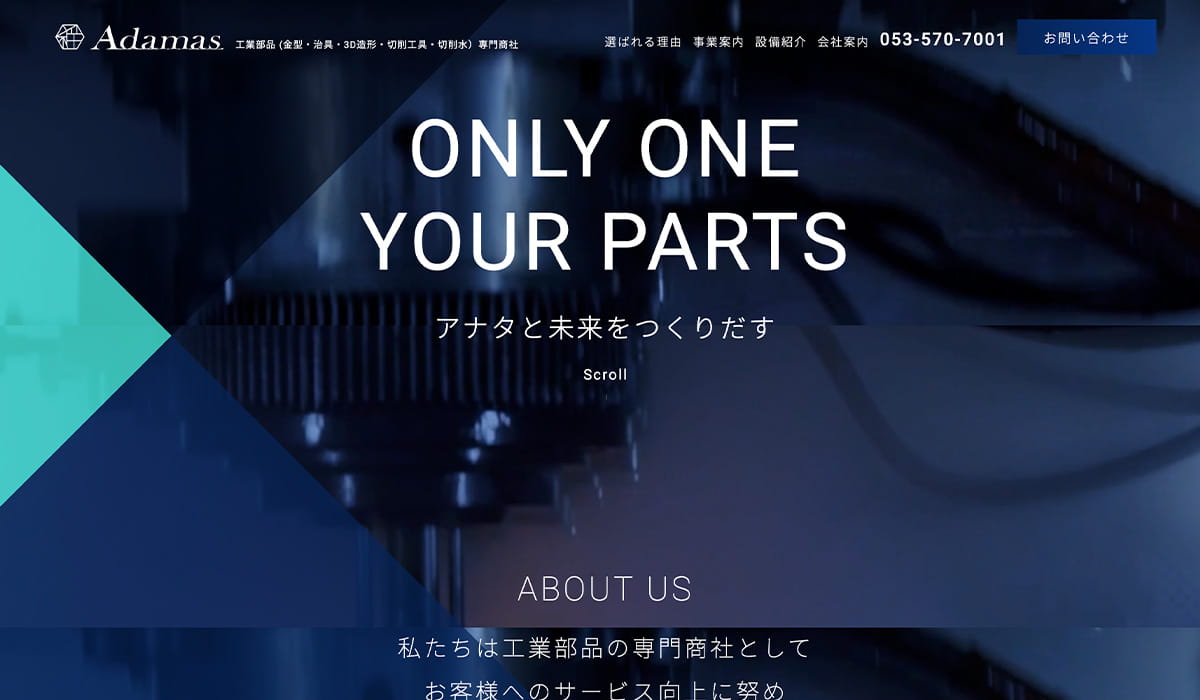 Adamas 工業部品 (金型・治具・3D造形・切削工具・切削水）専門商社
選ばれる理由 事業案内 設備紹介 会社案内 053-570-7001 お問い合わせ
ONLY ONE
YOUR PARTS
アナタと未来をつくりだす
Scroll
ABOUT US
私たちは工業部品の専門商社として
お客様へのサービス向上に努め